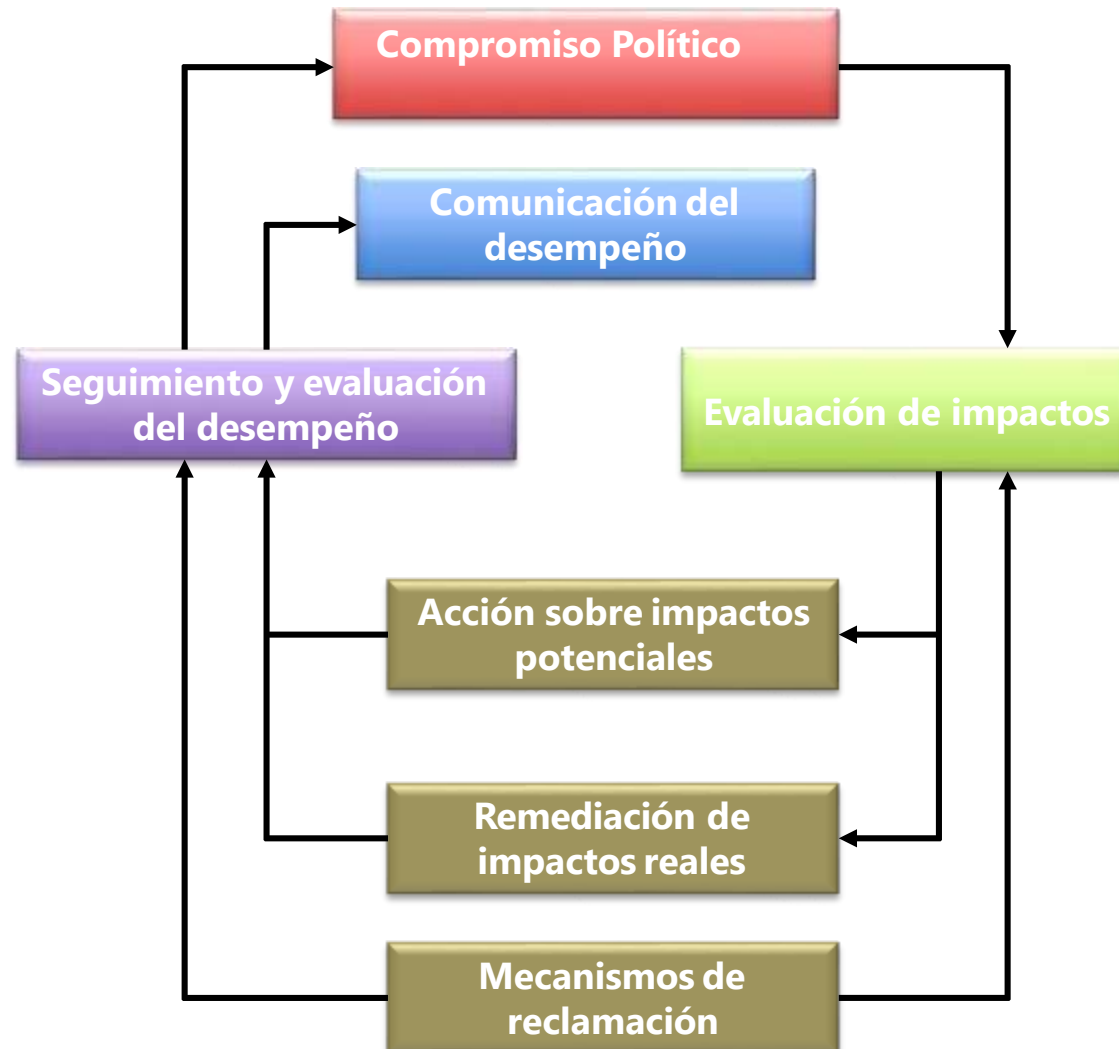 Compromiso Político
Comunicación del
desempeño
Seguimiento y evaluación
del desempeño
Evaluación de impactos
Acción sobre impactos
potenciales
Remediación de
impactos reales
Mecanismos de
reclamación